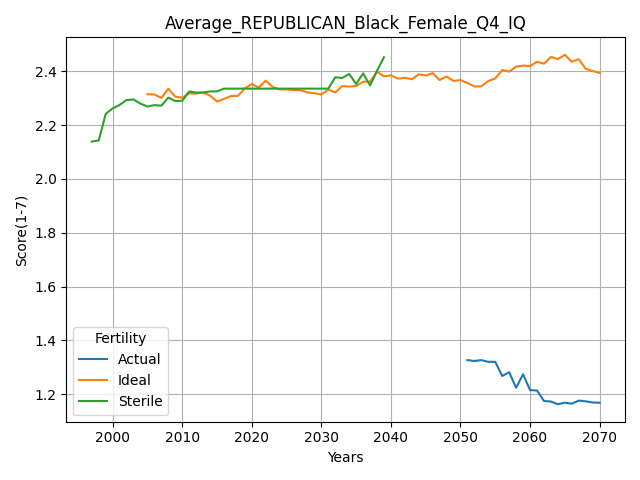 Average_REPUBLICAN_Black_Female_Q4_IQ
Score(1-7)
2.4
2.2
2.0
1.8
1.6
1.4
1.2
Fertility
Actual
Ideal
Sterile
2000 2010 2020 2030 2040 2050 2060 2070
Years